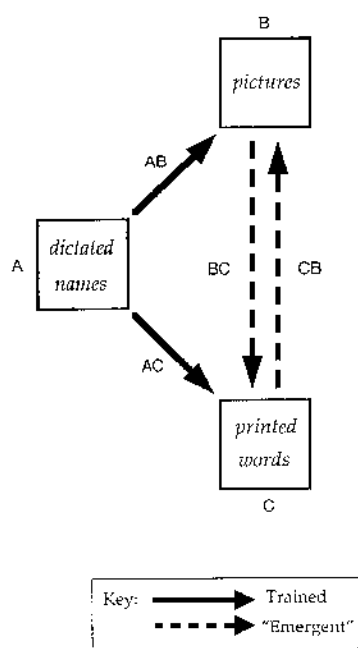 B
pictures
AB
A
dictated
names
BC
CB
AC
printed
words
C
Key:
Trained
"Emergent"